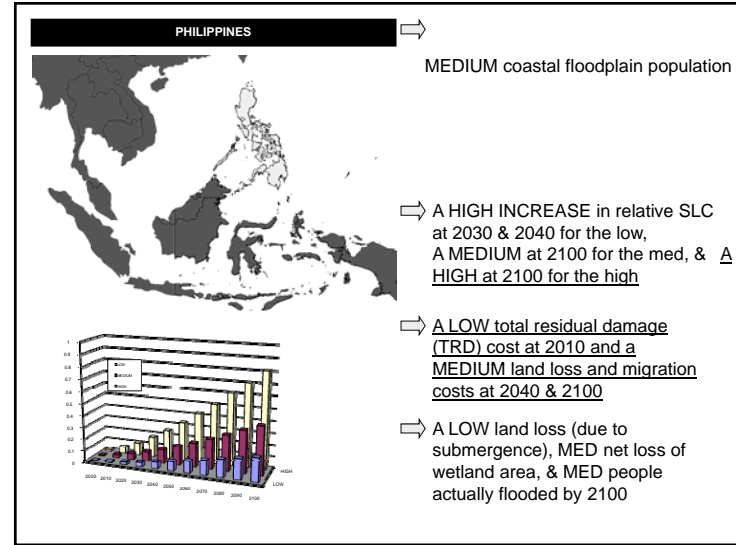 PHILIPPINES
MEDIUM coastal floodplain population
A HIGH INCREASE in relative SLC
at 2030 & 2040 for the low,
A MEDIUM at 2100 for the med, & A
HIGH at 2100 for the high
A LOW total residual damage
(TRD) cost at 2010 and a
MEDIUM land loss and migration
costs at 2040 & 2100
A LOW land loss (due to
submergence), MED net loss of
wetland area, & MED people
actually flooded by 2100
1
0.9
0.8
0.7
0.6
0.5
0.4
0.3
0.2
0.1
0
LOW
MEDIUM
HIGH
2000 2010 2020 2030 2040 2050 2060 2070 2080 2090 2100
HIGH
LOW